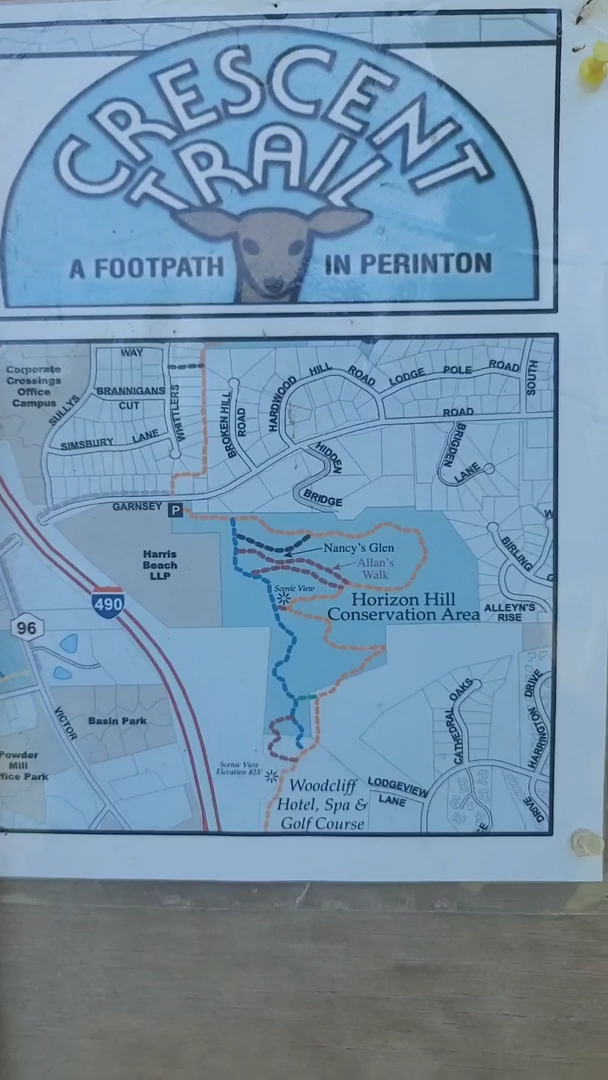 CRESCENT
TRAIL
A FOOTPATH IN PERINTON
Corporate
Crossings
Office
Campus
WAY
BRANNIGANS
CUT
SULLYS
SIMSBURY LANE
WHITTLERS
BROKEN HILL
ROAD
HARDWOOD HILL ROAD
LODGE POLE ROAD
SOUTH
ROAD
HIDDEN
BRIDGE
BRIGDEN
LANE
GARNSEY
P
Harris
Beach
LLP
Nancy's Glen
Allan's
Walk
Scenic View
Horizon Hill
Conservation Area
BIRLING
ALLEYN'S
RISE
490
96
VICTOR
Basin Park
Powder
Mill
ffice Park
Scenic View
Elevation 825'
Woodcliff
Hotel, Spa &
Golf Course
LODGEVIEW
LANE
CATHEDRAL OAKS
HARRINGTON DRIVE
DRIVE